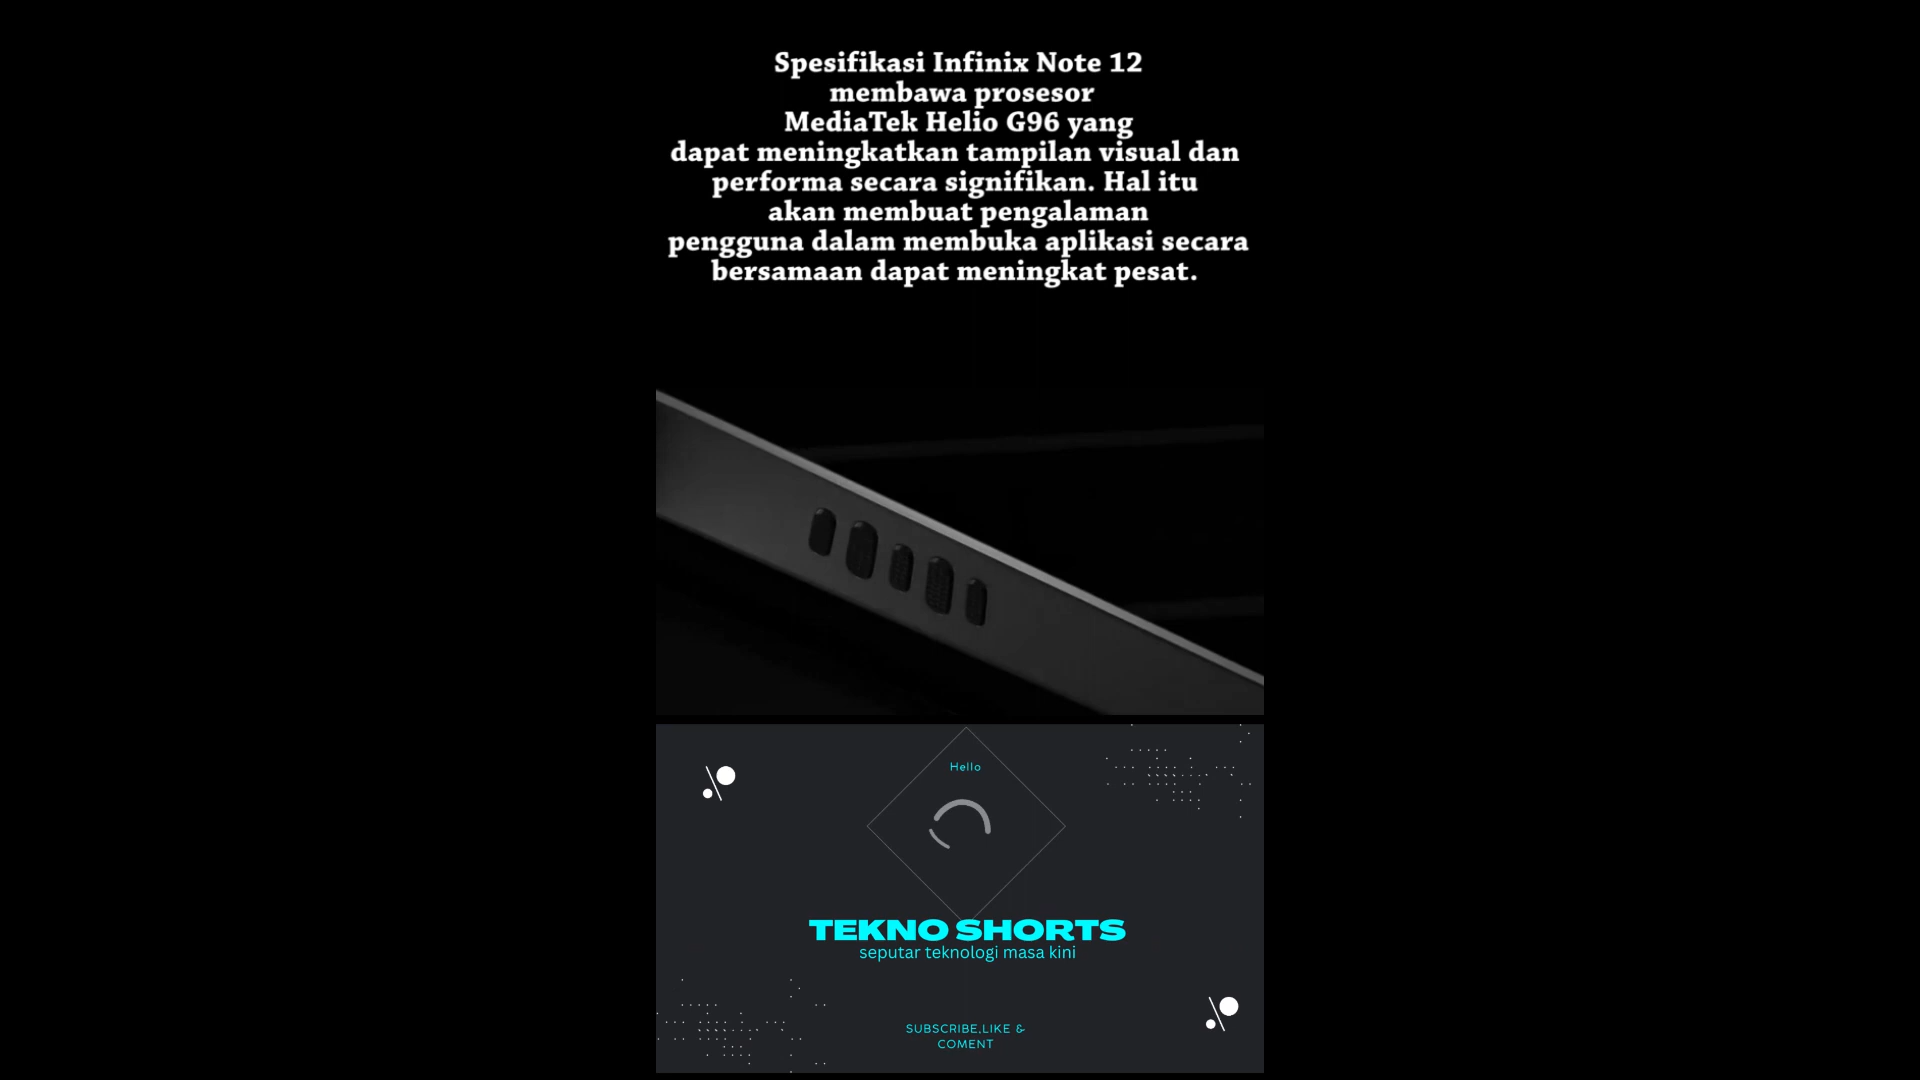 Spesifikasi Infinix Note 12
membawa prosesor
MediaTek Helio G96 yang
dapat meningkatkan tampilan visual dan
performa secara signifikan. Hal itu
akan membuat pengalaman
pengguna dalam membuka aplikasi secara
bersamaan dapat meningkat pesat.
Hello
TEKNO SHORTS
seputar teknologi masa kini
SUBSCRIBE,LIKE &
COMENT